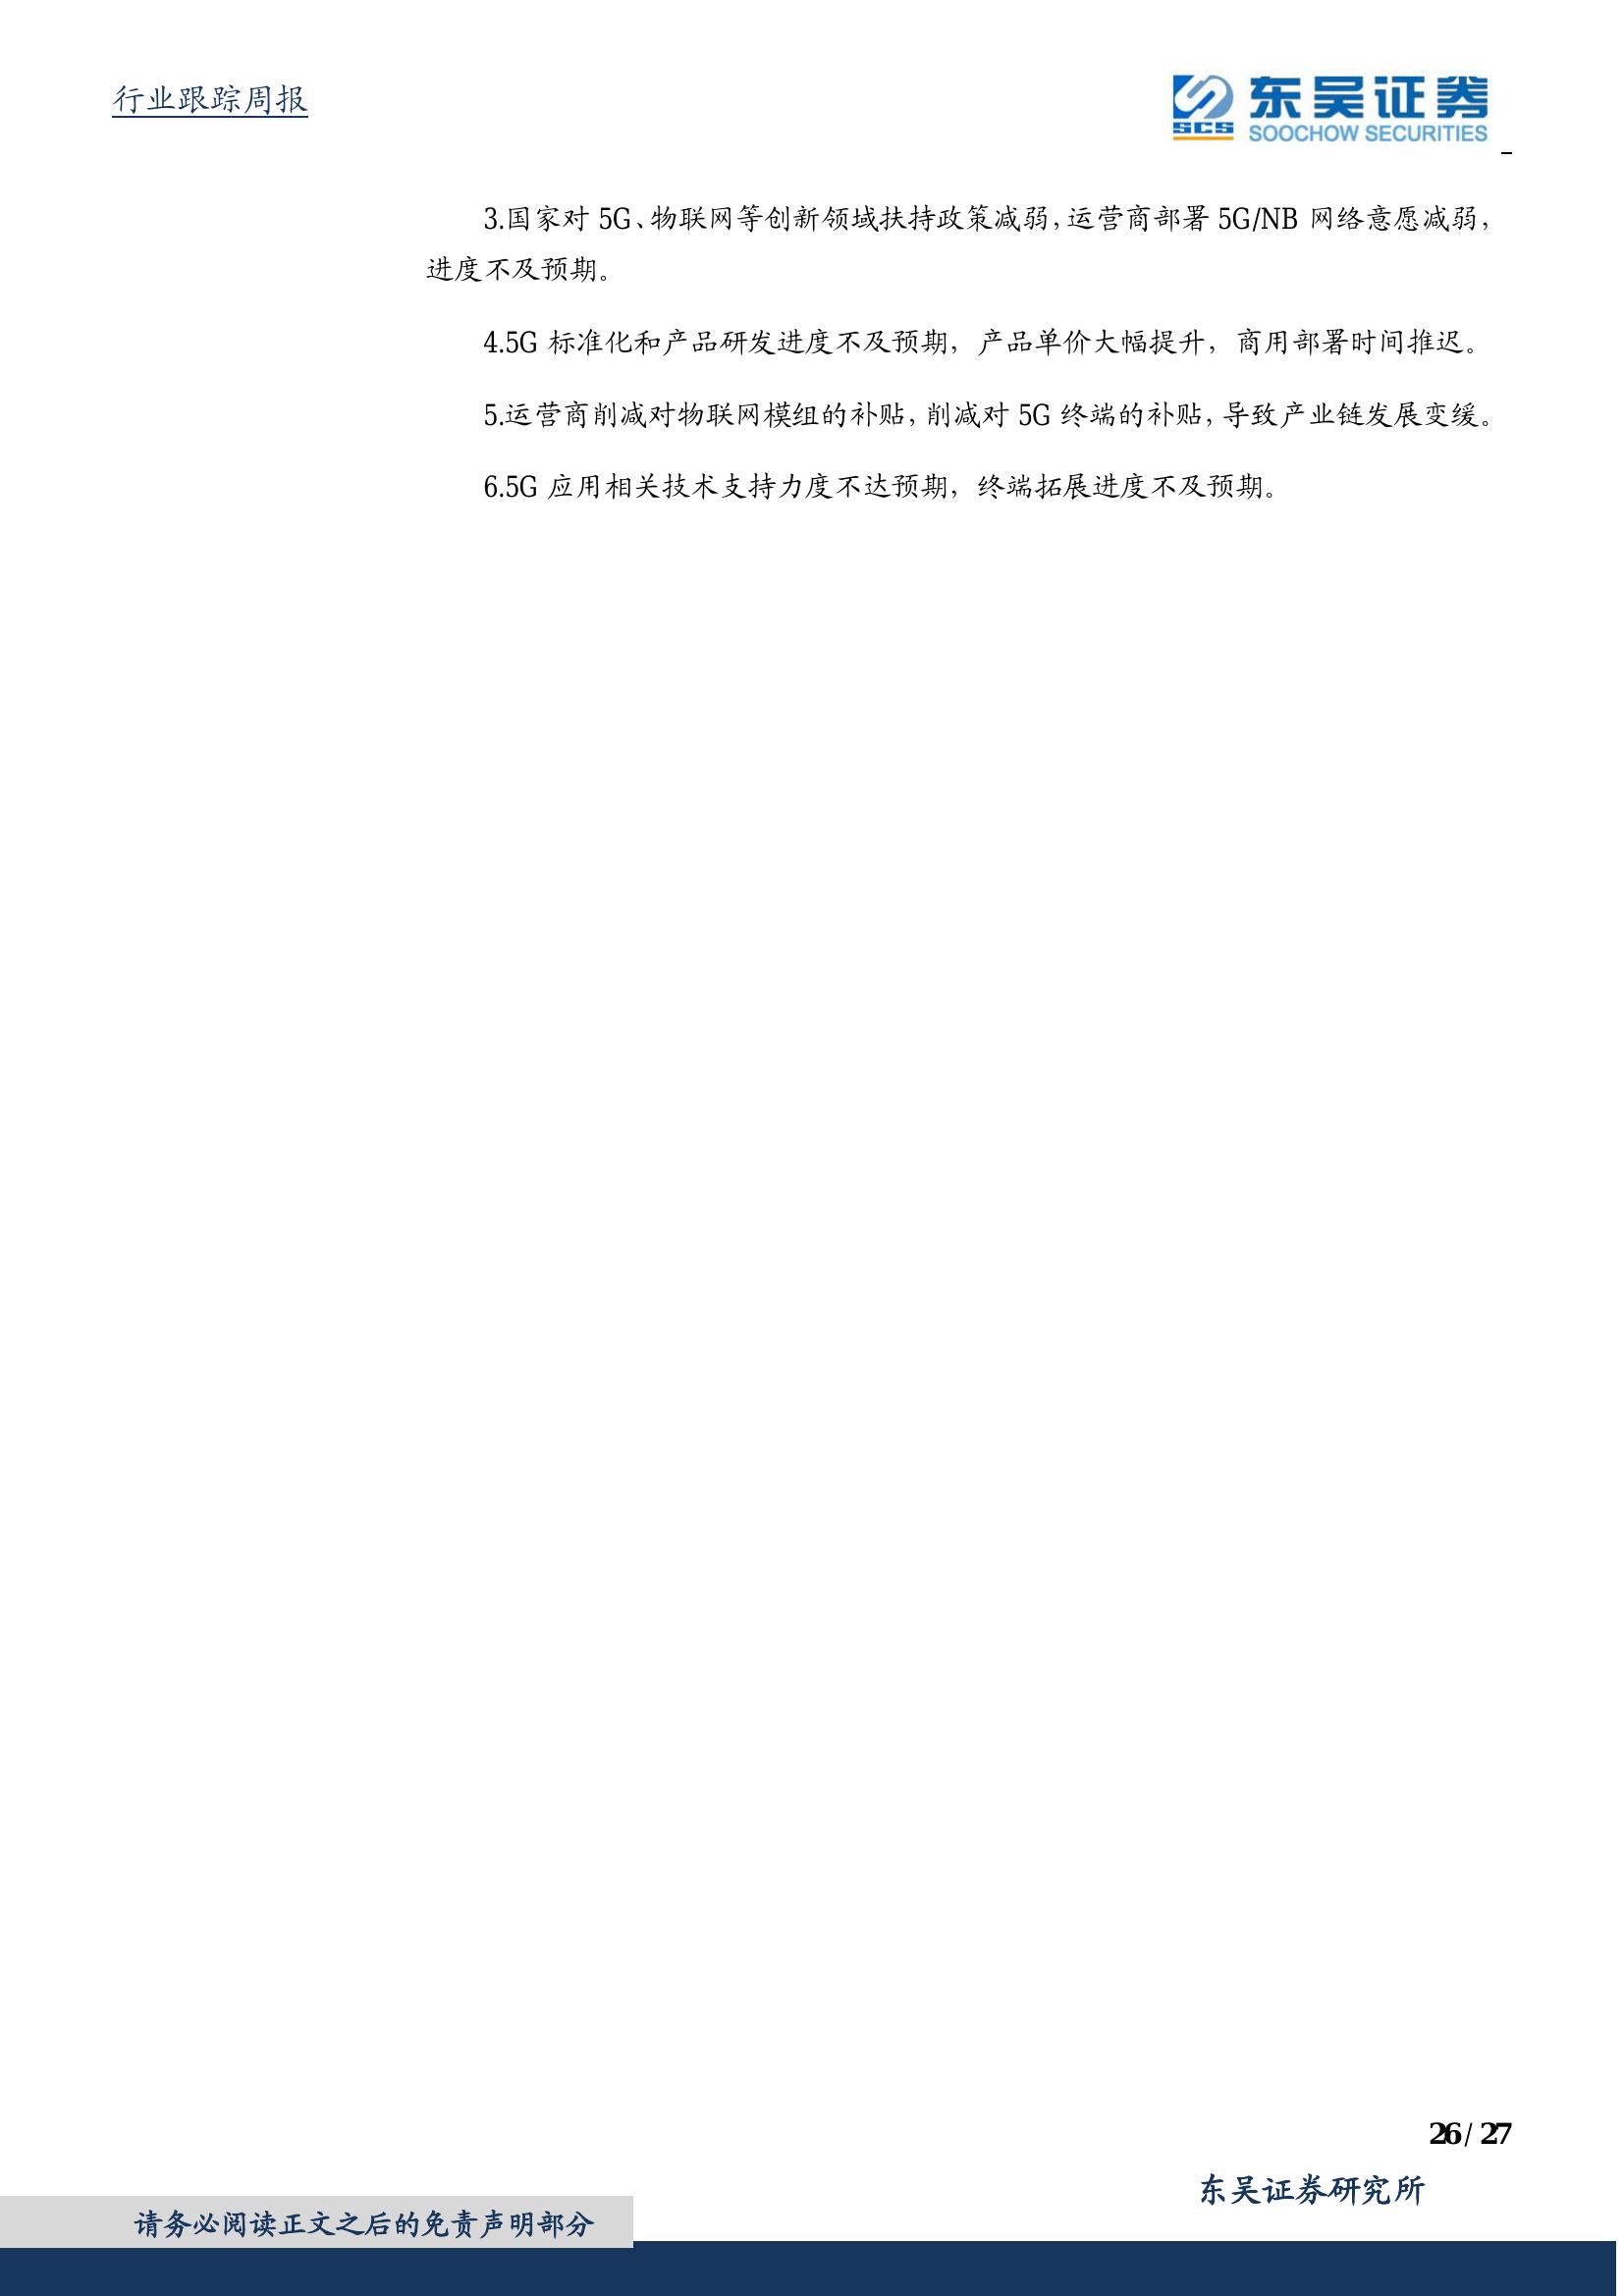 行业跟踪周报
SCS 东吴证券
SOOCHOW SECURITIES
3.国家对 5G、物联网等创新领域扶持政策减弱，运营商部署 5G/NB 网络意愿减弱，
进度不及预期。
4.5G 标准化和产品研发进度不及预期，产品单价大幅提升，商用部署时间推迟。
5.运营商削减对物联网模组的补贴，削减对 5G 终端的补贴，导致产业链发展变缓。
6.5G 应用相关技术支持力度不达预期，终端拓展进度不及预期。
26 / 27
东吴证券研究所
请务必阅读正文之后的免责声明部分